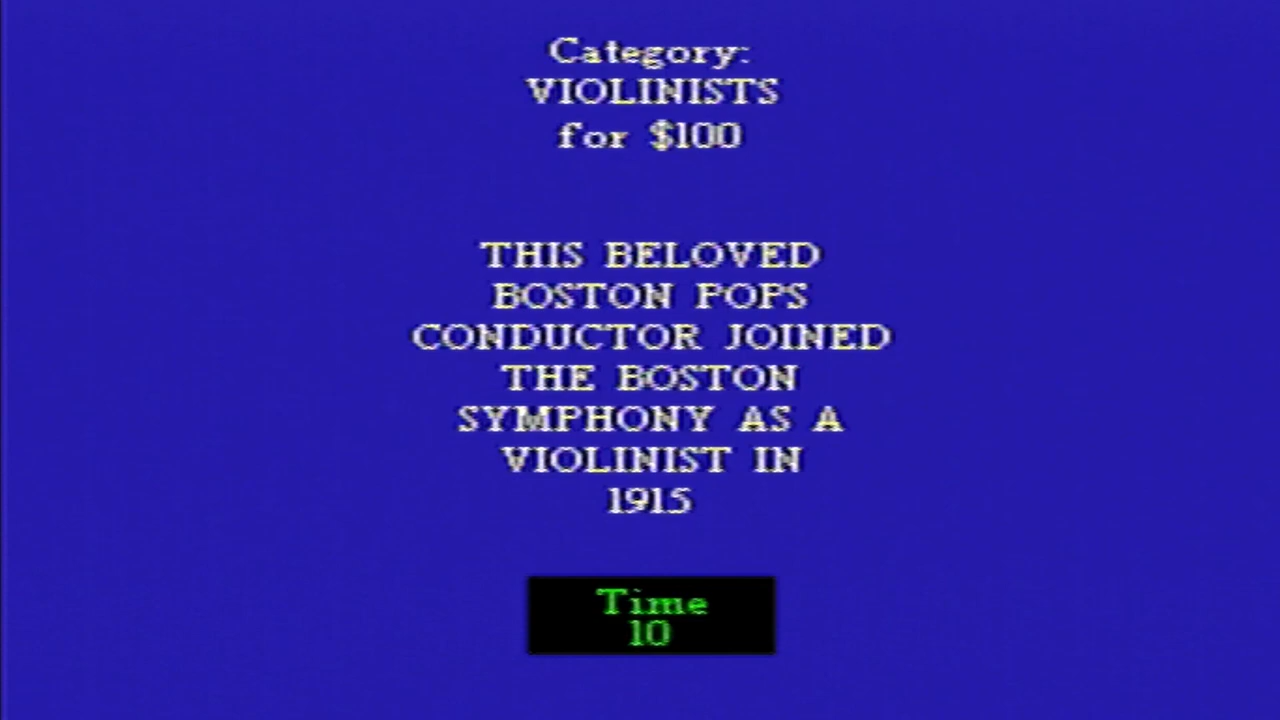 Category:
VIOLINISTS
for $100
THIS BELOVED
BOSTON POPS
CONDUCTOR JOINED
THE BOSTON
SYMPHONY AS A
VIOLINIST IN
1915
Time
10